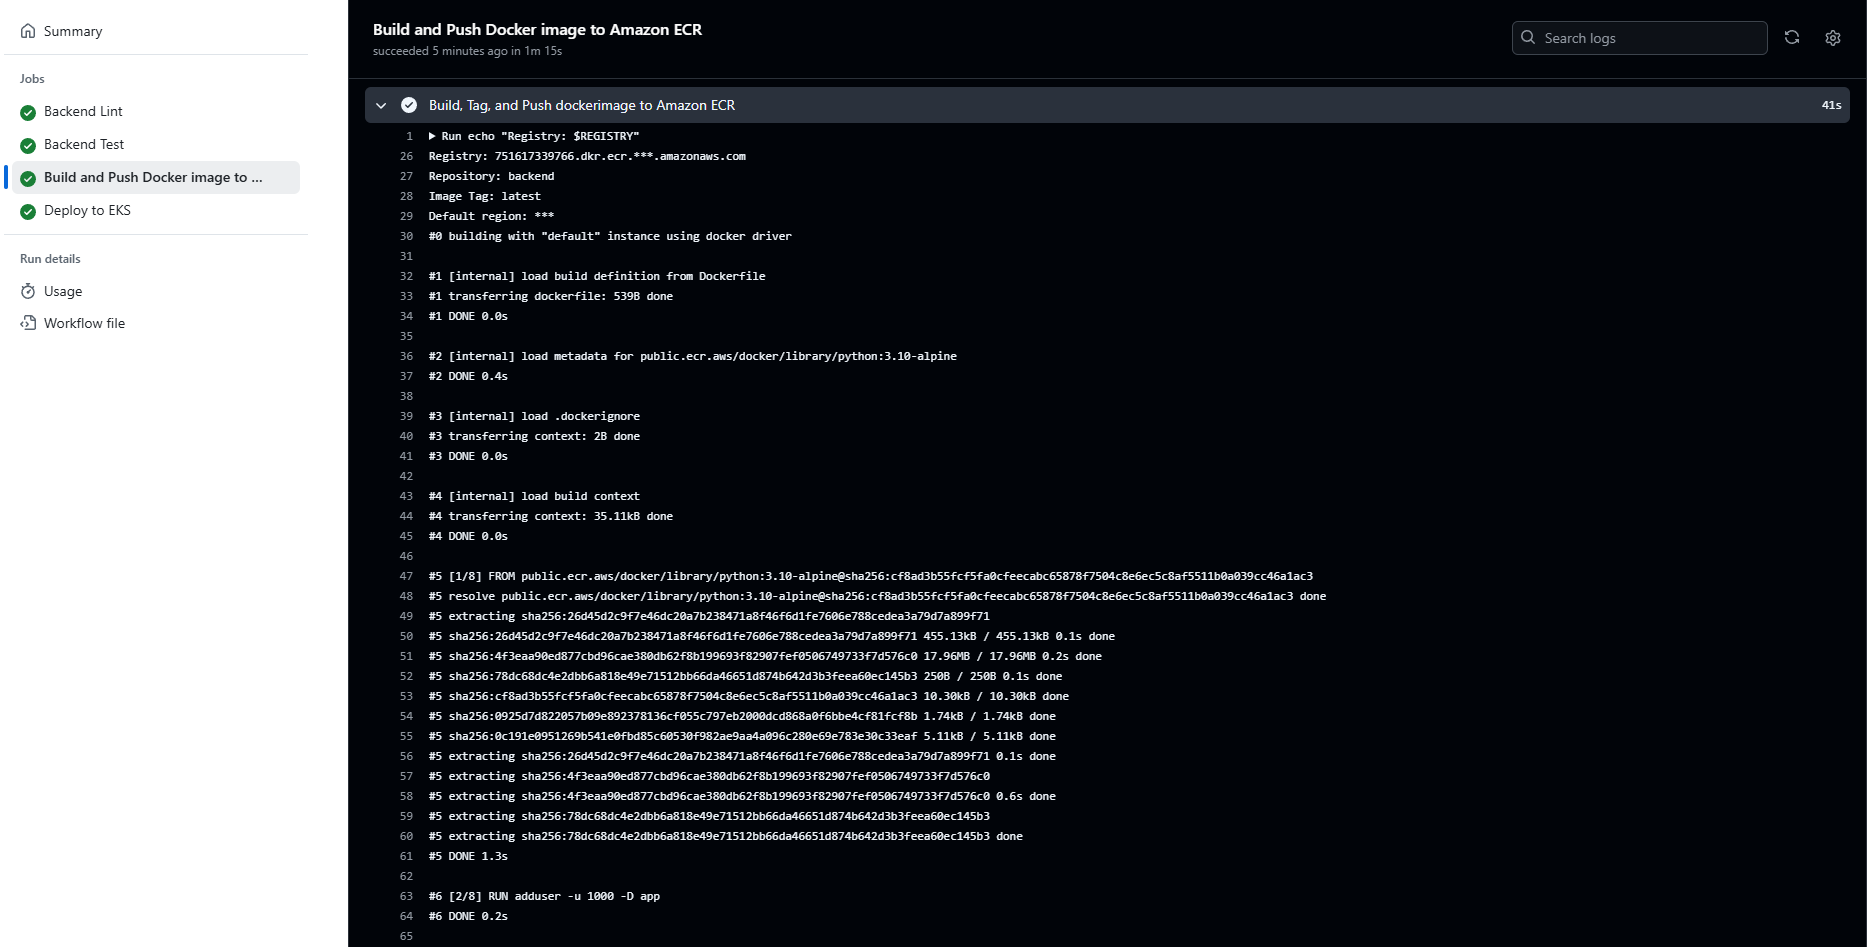 Summary
Jobs
Backend Lint
Backend Test
Build and Push Docker image to ...
Deploy to EKS
Run details
Usage
Workflow file
Build and Push Docker image to Amazon ECR
succeeded 5 minutes ago in 1m 15s
Search logs
Build, Tag, and Push dockerimage to Amazon ECR 41s
1 ▶ Run echo "Registry: $REGISTRY"
26 Registry: 751617339766.dkr.ecr.***.amazonaws.com
27 Repository: backend
28 Image Tag: latest
29 Default region: ***
30 #0 building with "default" instance using docker driver
31
32 #1 [internal] load build definition from Dockerfile
33 #1 transferring dockerfile: 539B done
34 #1 DONE 0.0s
35
36 #2 [internal] load metadata for public.ecr.aws/docker/library/python:3.10-alpine
37 #2 DONE 0.4s
38
39 #3 [internal] load .dockerignore
40 #3 transferring context: 2B done
41 #3 DONE 0.0s
42
43 #4 [internal] load build context
44 #4 transferring context: 35.11kB done
45 #4 DONE 0.0s
46
47 #5 [1/8] FROM public.ecr.aws/docker/library/python:3.10-alpine@sha256:cf8ad3b55fcf5fa0cfeecabc65878f7504c8e6ec5c8af5511b0a039cc46a1ac3
48 #5 resolve public.ecr.aws/docker/library/python:3.10-alpine@sha256:cf8ad3b55fcf5fa0cfeecabc65878f7504c8e6ec5c8af5511b0a039cc46a1ac3 done
49 #5 extracting sha256:26d45d2c9f7e46dc20a7b238471a8f46f6d1fe7606e788cedea3a79d7a899f71
50 #5 sha256:26d45d2c9f7e46dc20a7b238471a8f46f6d1fe7606e788cedea3a79d7a899f71 455.13kB / 455.13kB 0.1s done
51 #5 sha256:4f3eaa90ed877cbd96cae380db62f8b199693f82907fef0506749733f7d576c0 17.96MB / 17.96MB 0.2s done
52 #5 sha256:78dc68dc4e2dbb6a818e49e71512bb66da46651d874b642d3b3feea60ec145b3 250B / 250B 0.1s done
53 #5 sha256:cf8ad3b55fcf5fa0cfeecabc65878f7504c8e6ec5c8af5511b0a039cc46a1ac3 10.30kB / 10.30kB done
54 #5 sha256:0925d7d822057b09e892378136cf055c797eb2000dcd868a0f6bbe4cf81fcf8b 1.74kB / 1.74kB done
55 #5 sha256:0c191e0951269b541e0fbd85c60530f982ae9aa4a096c280e69e783e30c33eaf 5.11kB / 5.11kB done
56 #5 extracting sha256:26d45d2c9f7e46dc20a7b238471a8f46f6d1fe7606e788cedea3a79d7a899f71 0.1s done
57 #5 extracting sha256:4f3eaa90ed877cbd96cae380db62f8b199693f82907fef0506749733f7d576c0
58 #5 extracting sha256:4f3eaa90ed877cbd96cae380db62f8b199693f82907fef0506749733f7d576c0 0.6s done
59 #5 extracting sha256:78dc68dc4e2dbb6a818e49e71512bb66da46651d874b642d3b3feea60ec145b3
60 #5 extracting sha256:78dc68dc4e2dbb6a818e49e71512bb66da46651d874b642d3b3feea60ec145b3 done
61 #5 DONE 1.3s
62
63 #6 [2/8] RUN adduser -u 1000 -D app
64 #6 DONE 0.2s
65